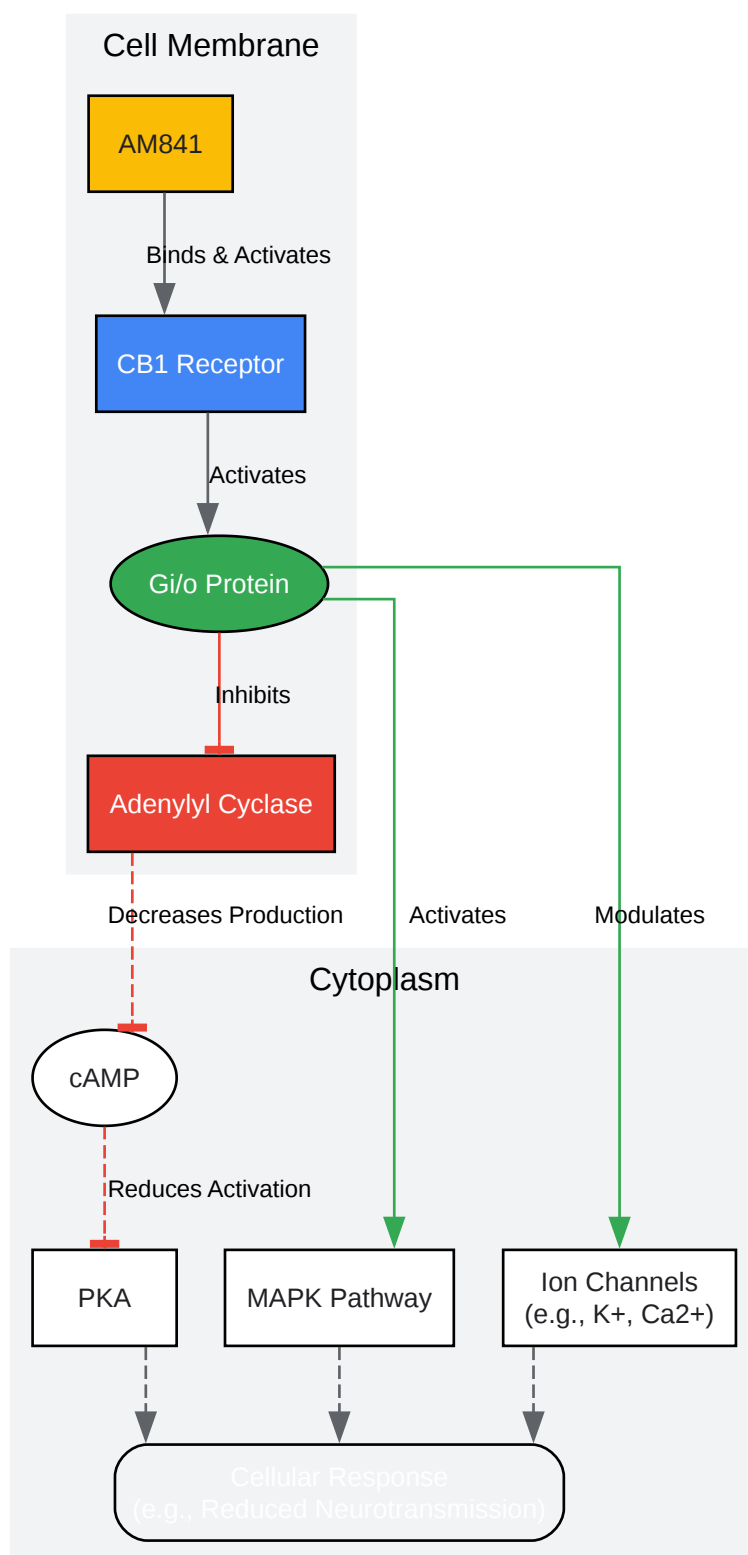 Cell Membrane
AM841
Binds & Activates
CB1 Receptor
Activates
Gi/o Protein
Inhibits
Adenylyl Cyclase
Decreases Production
Activates
Modulates
Cytoplasm
cAMP
Reduces Activation
PKA
MAPK Pathway
Ion Channels
(e.g., K+, Ca2+)
Cellular Response
(e.g., Reduced Neurotransmission)